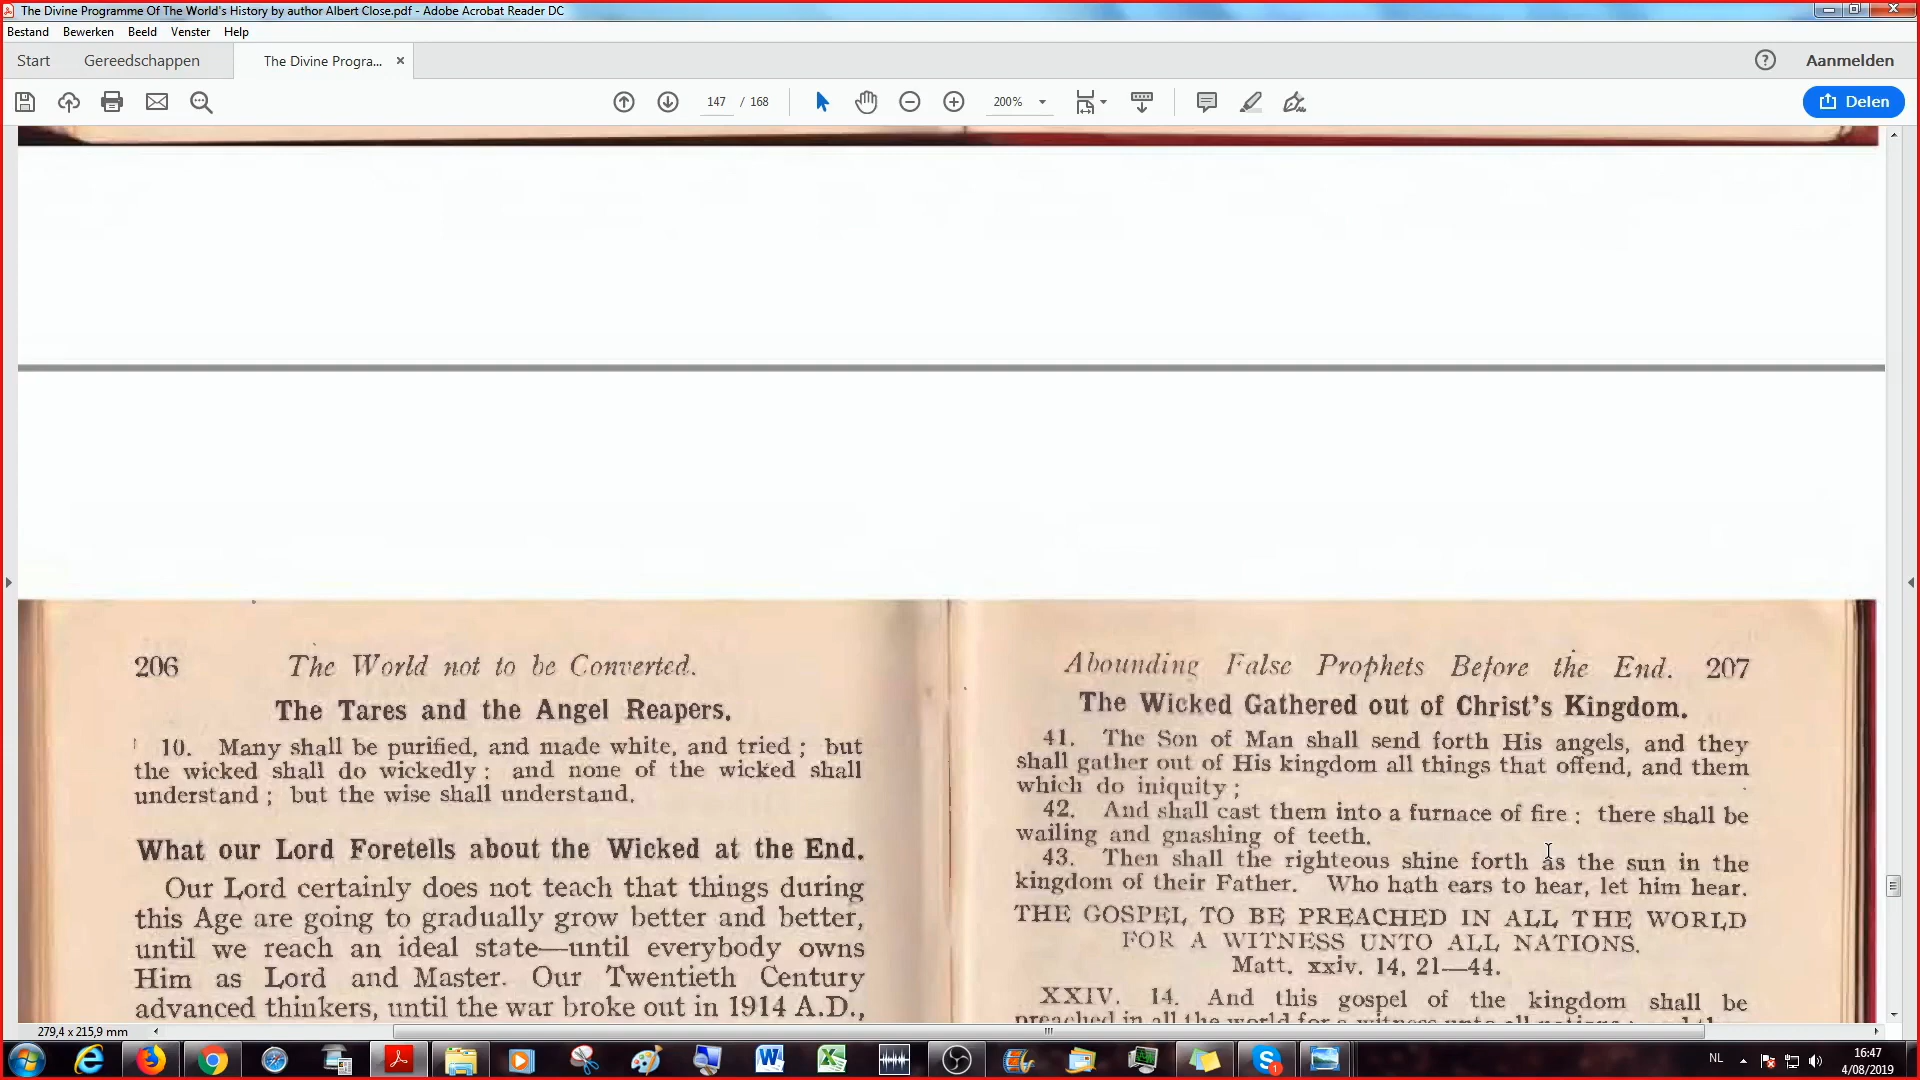 The Divine Programme Of The World's History by author Albert Close.pdf - Adobe Acrobat Reader DC
Bestand Bewerken Beeld Venster Help
Start Gereedschappen The Divine Progra... Aanmelden
147 / 168 200% Delen
206 The World not to be Converted.
The Tares and the Angel Reapers.
10. Many shall be purified, and made white, and tried ; but
the wicked shall do wickedly : and none of the wicked shall
understand ; but the wise shall understand.
What our Lord Foretells about the Wicked at the End.
Our Lord certainly does not teach that things during
this Age are going to gradually grow better and better,
until we reach an ideal state—until everybody owns
Him as Lord and Master. Our Twentieth Century
advanced thinkers, until the war broke out in 1914 A.D.,
Abounding False Prophets Before the End. 207
The Wicked Gathered out of Christ's Kingdom.
41. The Son of Man shall send forth His angels, and they
shall gather out of His kingdom all things that offend, and them
which do iniquity ;
42. And shall cast them into a furnace of fire : there shall be
wailing and gnashing of teeth.
43. Then shall the righteous shine forth as the sun in the
kingdom of their Father. Who hath ears to hear, let him hear.
THE GOSPEL TO BE PREACHED IN ALL THE WORLD
FOR A WITNESS UNTO ALL NATIONS.
Matt. xxiv. 14, 21—44.
XXIV. 14. And this gospel of the kingdom shall be
preached in all the world for a witness unto all nations ; and the
279,4 x 215,9 mm
NL
16:47
4/08/2019